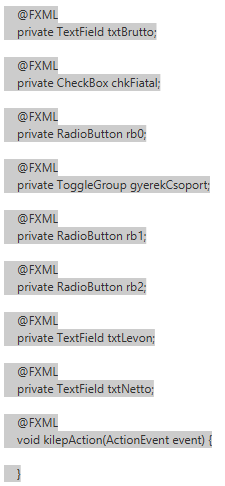 @FXML
private TextField txtBrutto;
@FXML
private CheckBox chkFiatal;
@FXML
private RadioButton rb0;
@FXML
private ToggleGroup gyerekCsoport;
@FXML
private RadioButton rb1;
@FXML
private RadioButton rb2;
@FXML
private TextField txtLevon;
@FXML
private TextField txtNetto;
@FXML
void kilepAction(ActionEvent event) {
}